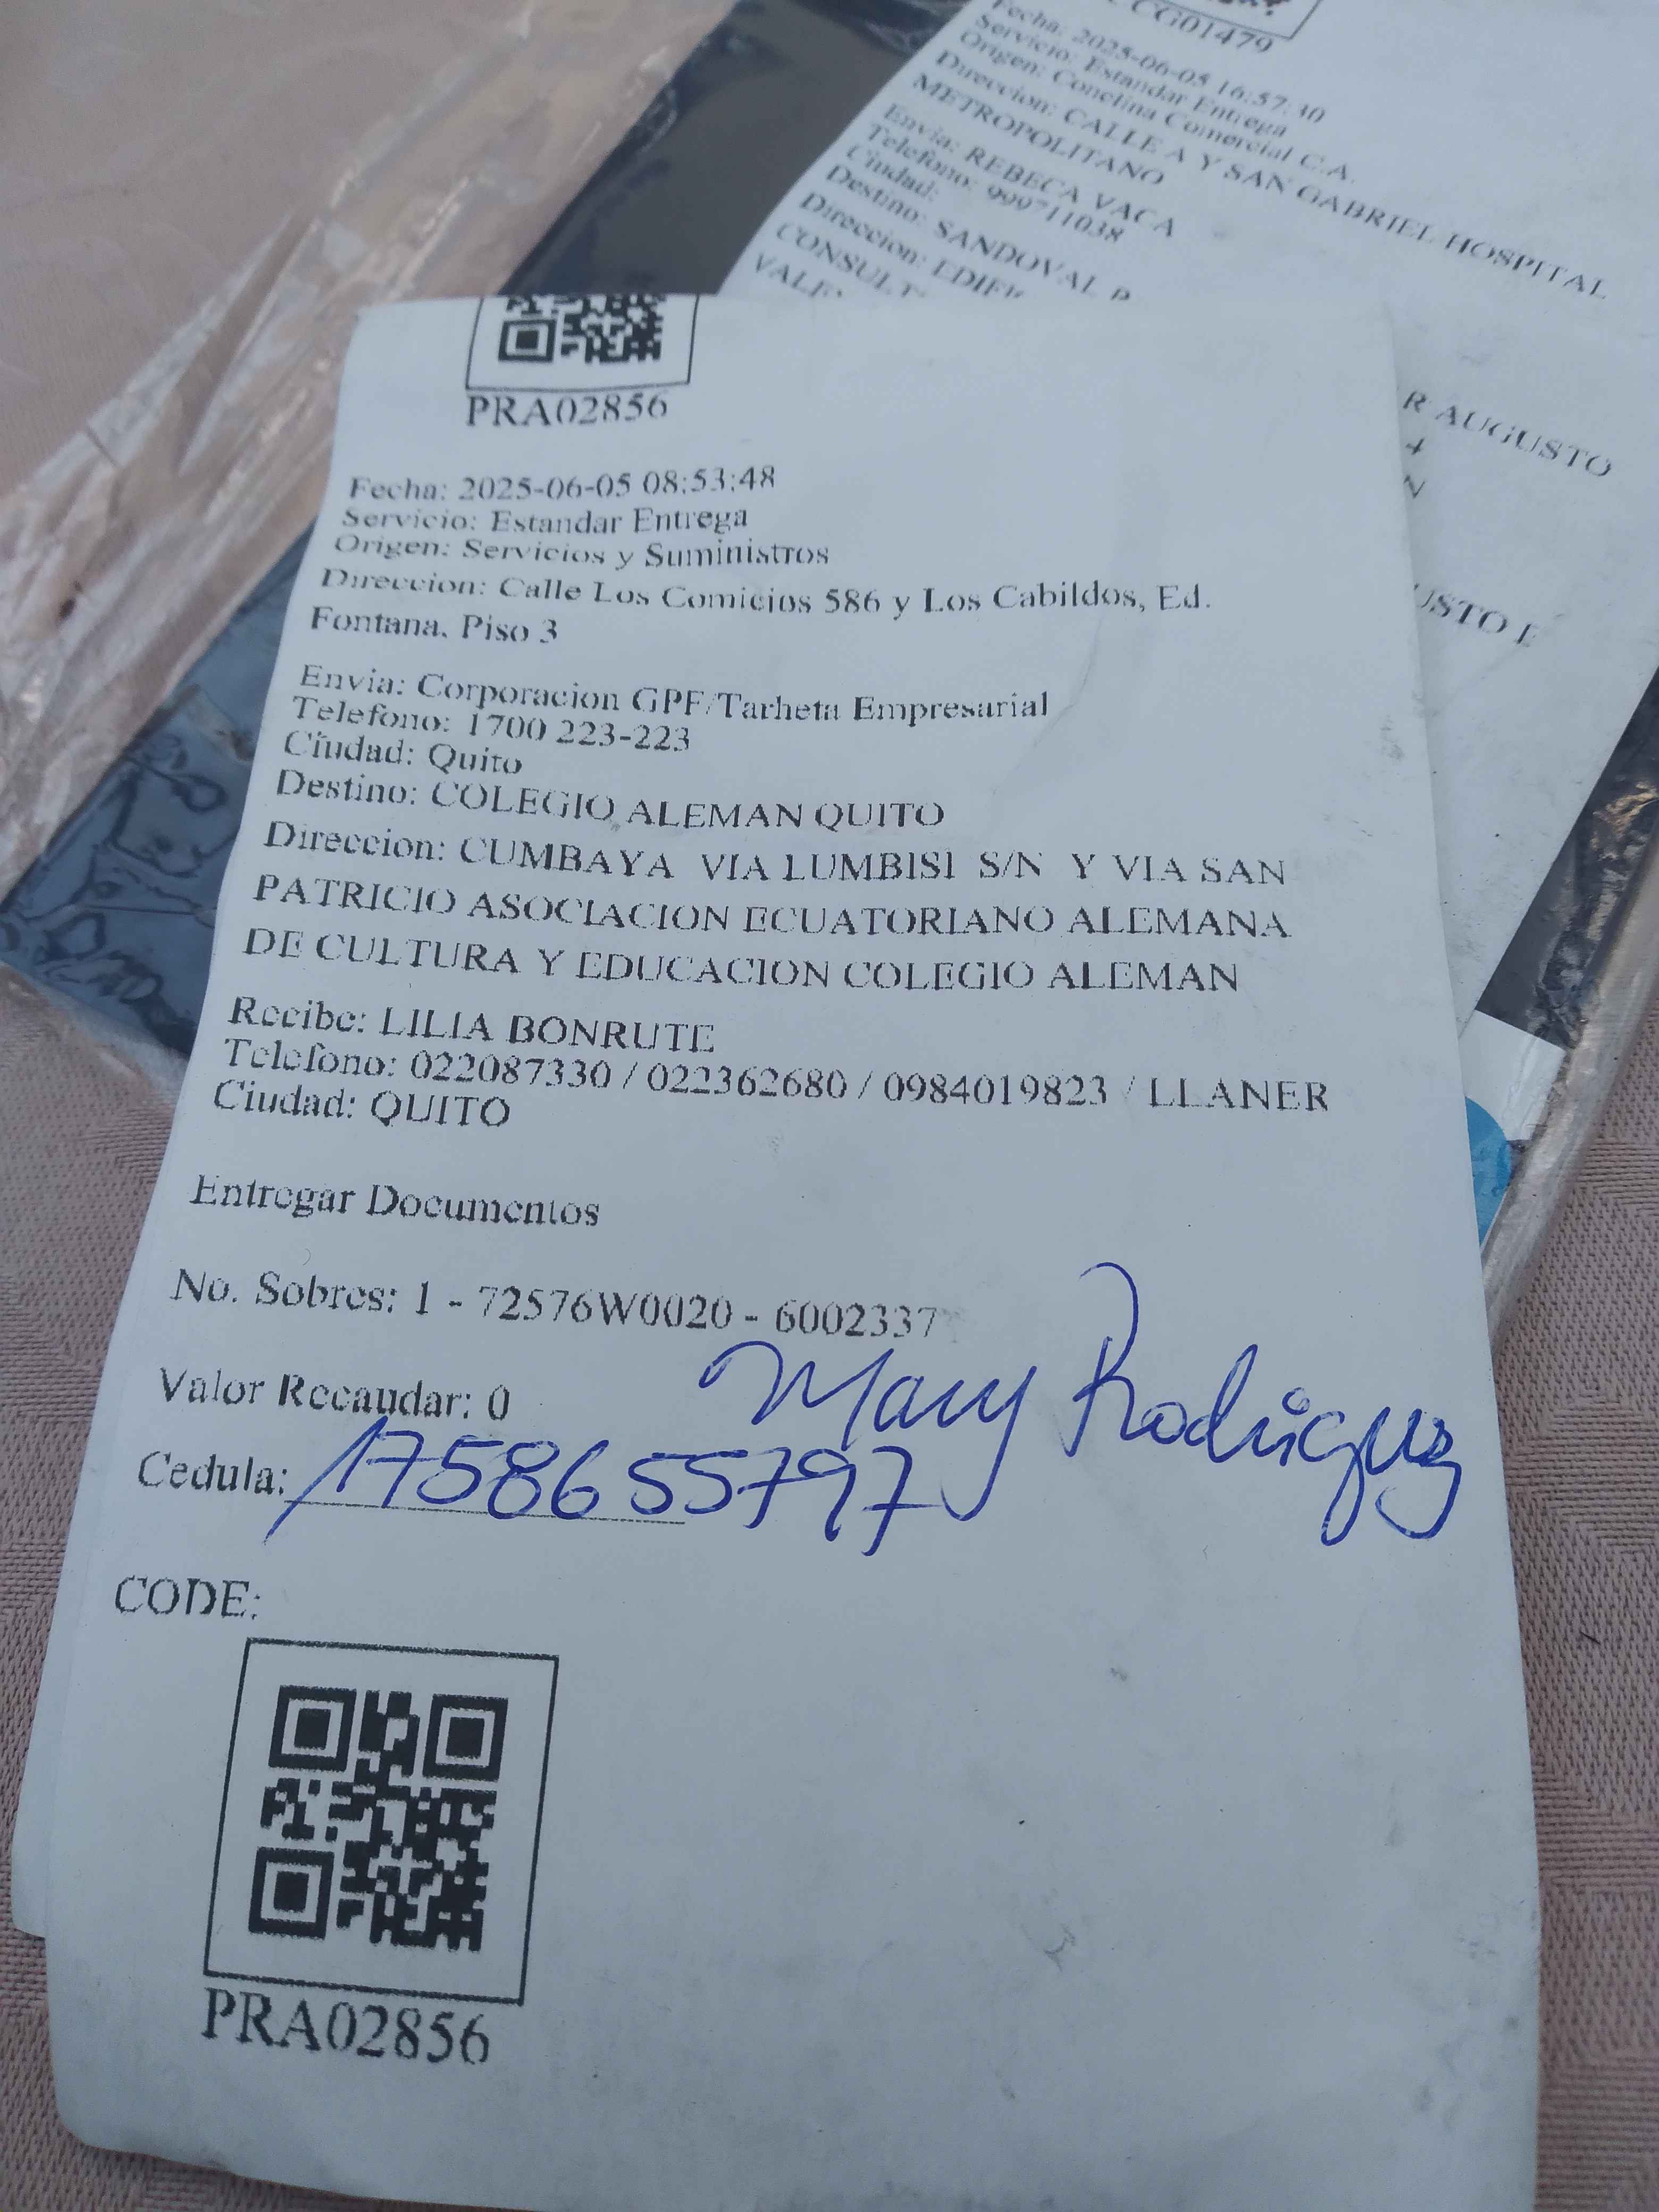 CG01479
Fecha: 2025-06-05 16:57:30
Servicio: Estandar Entrega
Origen: Conclina Comercial C.A.
Direccion: CALLE A Y SAN GABRIEL HOSPITAL
METROPOLITANO
Envia: REBECA VACA
Telefono: 999711038
Ciudad:
Destino: SANDOVAL
Direccion:
R AUGUSTO
4
N
PRA02856
Fecha: 2025-06-05 08:53:48
Servicio: Estandar Entrega
Origen: Servicios y Suministros
Direccion: Calle Los Comicios 586 y Los Cabildos, Ed.
Fontana. Piso 3
Envia: Corporacion GPF/Tarheta Empresarial
Telefono: 1700 223-223
Ciudad: Quito
Destino: COLEGIO ALEMAN QUITO
Direccion: CUMBAYA VIA LUMBISI S/N Y VIA SAN
PATRICIO ASOCIACION ECUATORIANO ALEMANA
DE CULTURA Y EDUCACION COLEGIO ALEMAN
Recibe: LILIA BONRUTE
Telefono: 022087330 / 022362680 / 0984019823 / LLANER
Ciudad: QUITO
Entregar Documentos
No. Sobres: 1 - 72576W0020 - 6002337
Valor Recaudar: 0
Mary Rodriguez
Cedula: 1758655797
CODE:
PRA02856